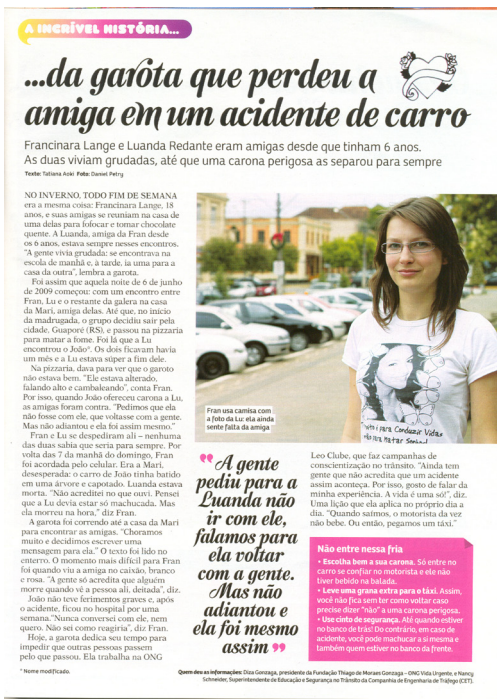 A INCRÍVEL HISTÓRIA...
...da garota que perdeu a
amiga em um acidente de carro
Francinara Lange e Luanda Redante eram amigas desde que tinham 6 anos.
As duas viviam grudadas, até que uma carona perigosa as separou para sempre
Texto: Tatiana Aoki Foto: Daniel Petry
NO INVERNO, TODO FIM DE SEMANA
era a mesma coisa: Francinara Lange, 18
anos, e suas amigas se reuniam na casa de
uma delas para fofocar e tomar chocolate
quente. A Luanda, amiga da Fran desde
os 6 anos, estava sempre nesses encontros.
"A gente vivia grudada: se encontrava na
escola de manhã e, à tarde, ia uma para a
casa da outra", lembra a garota.
Foi assim que aquela noite de 6 de junho
de 2009 começou: com um encontro entre
Fran, Lu e o restante da galera na casa
da Mari, amiga delas. Até que, no início
da madrugada, o grupo decidiu sair pela
cidade, Guaporé (RS), e passou na pizzaria
para matar a fome. Foi lá que a Lu
encontrou o João*. Os dois ficavam havia
um mês e a Lu estava súper a fim dele.
Na pizzaria, dava para ver que o garoto
não estava bem. "Ele estava alterado,
falando alto e cambaleando", conta Fran.
Por isso, quando João ofereceu carona a Lu,
as amigas foram contra. "Pedimos que ela
não fosse com ele, que voltasse com a gente.
Mas não adiantou e ela foi assim mesmo."
Fran e Lu se despediram ali – nenhuma
das duas sabia que seria para sempre. Por
volta das 7 da manhã do domingo, Fran
foi acordada pelo celular. Era a Mari,
desesperada: o carro de João tinha batido
em uma árvore e capotado. Luanda estava
morta. "Não acreditei no que ouvi. Pensei
que a Lu devia estar só machucada. Mas
ela morreu na hora," diz Fran.
A garota foi correndo até a casa da Mari
para encontrar as amigas. "Choramos
muito e decidimos escrever uma
mensagem para ela." O texto foi lido no
enterro. O momento mais difícil para Fran
foi quando viu a amiga no caixão, branco
e rosa. "A gente só acredita que alguém
morre quando vê a pessoa ali, deitada", diz.
João não teve ferimentos graves e, após
o acidente, ficou no hospital por uma
semana."Nunca conversei com ele, nem
quero. Não sei como reagiria", diz Fran.
Hoje, a garota dedica seu tempo para
impedir que outras pessoas passem
pelo que passou. Ela trabalha na ONG
* Nome modificado.
Fran usa camisa com
a foto da Lu: ela ainda
sente falta da amiga
para Conduzir Vidas
não para Matar
"A gente
pediu para a
Luanda não
ir com ele,
falamos para
ela voltar
com a gente.
Mas não
adiantou e
ela foi mesmo
assim"
Leo Clube, que faz campanhas de
conscientização no trânsito. "Ainda tem
gente que não acredita que um acidente
assim aconteça. Por isso, gosto de falar da
minha experiência. A vida é uma só!", diz.
Uma lição que ela aplica no próprio dia a
dia. "Quando saímos, o motorista da vez
não bebe. Ou então, pegamos um táxi."
Não entre nessa fria
• Escolha bem a sua carona. Só entre no
carro se confiar no motorista e ele não
tiver bebido na balada.
• Leve uma grana extra para o táxi. Assim,
você não fica sem ter como voltar caso
precise dizer "não" a uma carona perigosa.
• Use cinto de segurança. Até quando estiver
no banco de trás! Do contrário, em caso de
acidente, você pode machucar a si mesma e
também quem estiver no banco da frente.
Quem deu as informações: Diza Gonzaga, presidente da Fundação Thiago de Moraes Gonzaga – ONG Vida Urgente, e Nancy
Schneider, Superintendente de Educação e Segurança no Trânsito da Companhia de Engenharia de Tráfego (CET).